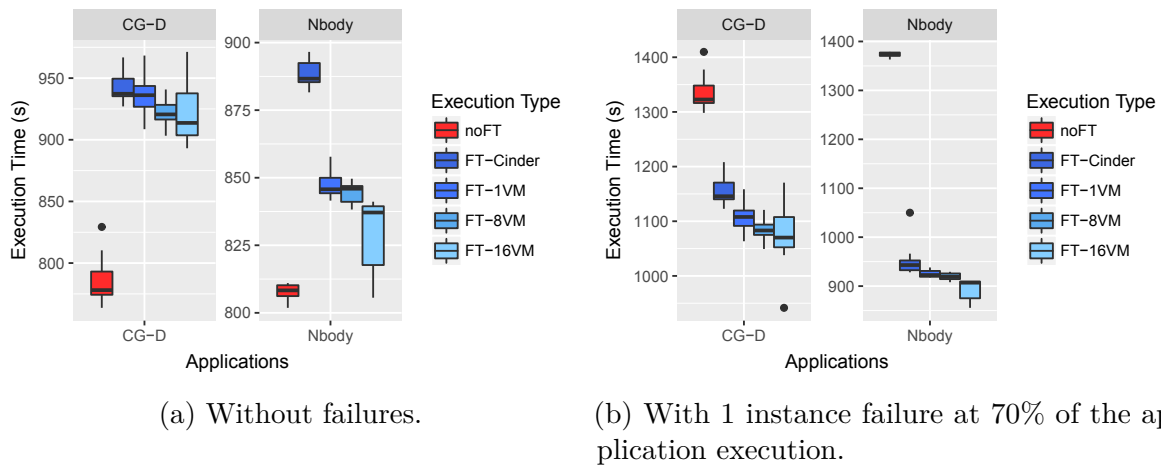 CG−D
Nbody
Execution Time (s)
950
900
850
800
900
875
850
825
800
CG−D
Nbody
Applications
Execution Type
noFT
FT−Cinder
FT−1VM
FT−8VM
FT−16VM
(a) Without failures.
CG−D
Nbody
Execution Time (s)
1400
1300
1200
1100
1000
1400
1300
1200
1100
1000
900
CG−D
Nbody
Applications
Execution Type
noFT
FT−Cinder
FT−1VM
FT−8VM
FT−16VM
(b) With 1 instance failure at 70% of the ap
plication execution.